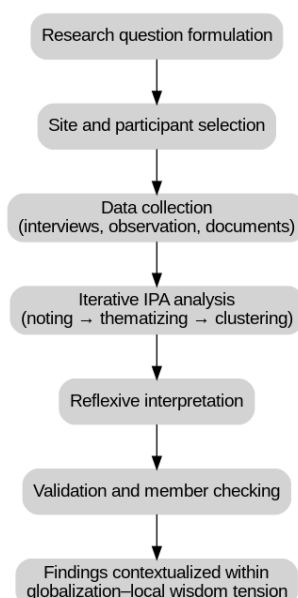 Research question formulation
Site and participant selection
Data collection
(interviews, observation, documents)
Iterative IPA analysis
(noting → thematizing → clustering)
Reflexive interpretation
Validation and member checking
Findings contextualized within
globalization–local wisdom tension